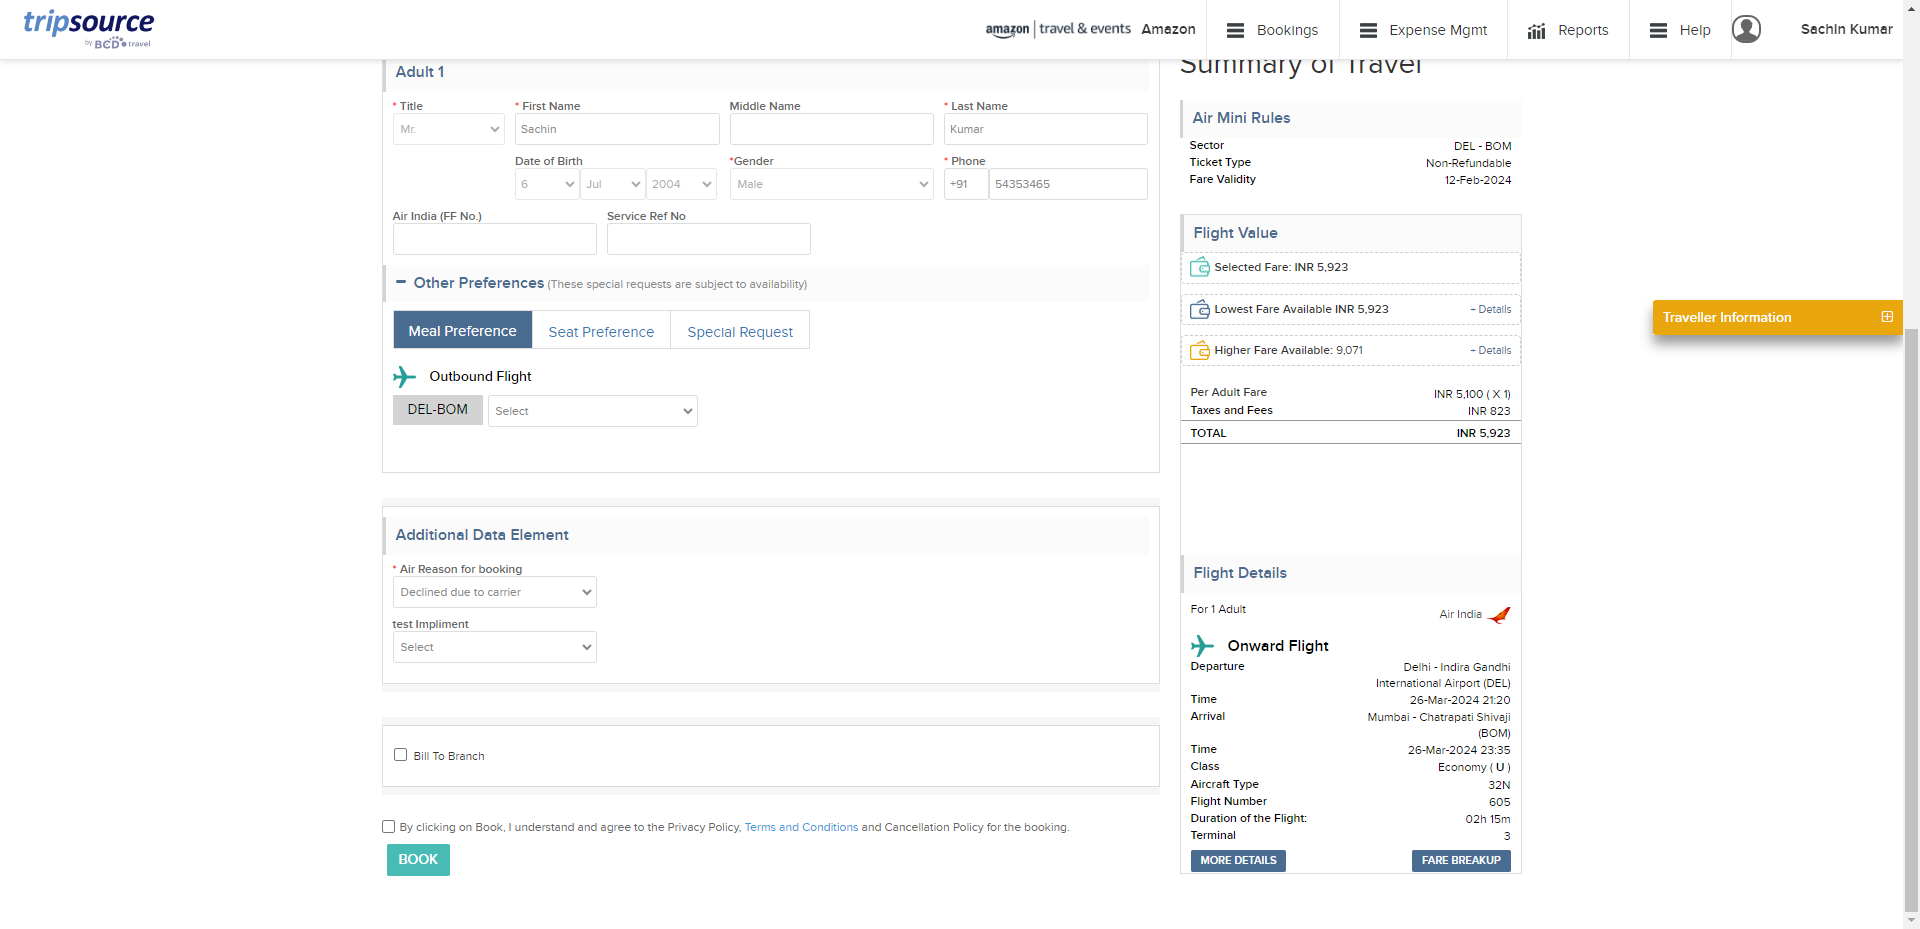 tripsource
by BCD travel
amazon | travel & events Amazon
Bookings
Expense Mgmt
Reports
Help
Sachin Kumar
Adult 1
* Title
* First Name
Middle Name
* Last Name
Mr.
Sachin
Kumar
Date of Birth
*Gender
* Phone
6
Jul
2004
Male
+91
54353465
Air India (FF No.)
Service Ref No
Other Preferences (These special requests are subject to availability)
Meal Preference
Seat Preference
Special Request
Outbound Flight
DEL-BOM
Select
Additional Data Element
* Air Reason for booking
Declined due to carrier
test Impliment
Select
Bill To Branch
By clicking on Book, I understand and agree to the Privacy Policy, Terms and Conditions and Cancellation Policy for the booking.
BOOK
Summary of Travel
Air Mini Rules
Sector DEL - BOM
Ticket Type Non-Refundable
Fare Validity 12-Feb-2024
Flight Value
Selected Fare: INR 5,923
Lowest Fare Available INR 5,923 + Details
Higher Fare Available: 9,071 + Details
Per Adult Fare INR 5,100 ( X 1)
Taxes and Fees INR 823
TOTAL INR 5,923
Flight Details
For 1 Adult Air India
Onward Flight
Departure Delhi - Indira Gandhi
International Airport (DEL)
Time 26-Mar-2024 21:20
Arrival Mumbai - Chatrapati Shivaji
(BOM)
Time 26-Mar-2024 23:35
Class Economy ( U )
Aircraft Type 32N
Flight Number 605
Duration of the Flight: 02h 15m
Terminal 3
MORE DETAILS
FARE BREAKUP
Traveller Information